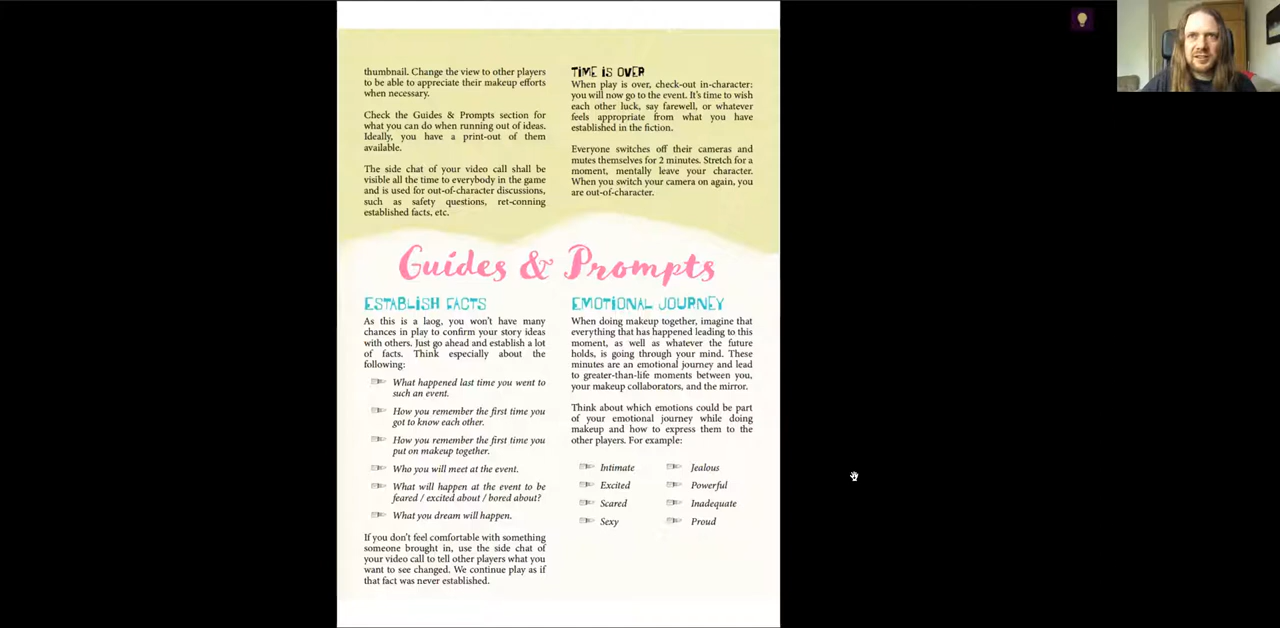 thumbnail. Change the view to other players
to be able to appreciate their makeup efforts
when necessary.
Check the Guides & Prompts section for
what you can do when running out of ideas.
Ideally, you have a print-out of them
available.
The side chat of your video call shall be
visible all the time to everybody in the game
and is used for out-of-character discussions,
such as safety questions, ret-conning
established facts, etc.
TIME IS OVER
When play is over, check-out in-character:
you will now go to the event. It's time to wish
each other luck, say farewell, or whatever
feels appropriate from what you have
established in the fiction.
Everyone switches off their cameras and
mutes themselves for 2 minutes. Stretch for a
moment, mentally leave your character.
When you switch your camera on again, you
are out-of-character.
Guides & Prompts
ESTABLISH FACTS
As this is a laog, you won't have many
chances in play to confirm your story ideas
with others. Just go ahead and establish a lot
of facts. Think especially about the
following:
What happened last time you went to
such an event.
How you remember the first time you
got to know each other.
How you remember the first time you
put on makeup together.
Who you will meet at the event.
What will happen at the event to be
feared / excited about / bored about?
What you dream will happen.
If you don't feel comfortable with something
someone brought in, use the side chat of
your video call to tell other players what you
want to see changed. We continue play as if
that fact was never established.
EMOTIONAL JOURNEY
When doing makeup together, imagine that
everything that has happened leading to this
moment, as well as whatever the future
holds, is going through your mind. These
minutes are an emotional journey and lead
to greater-than-life moments between you,
your makeup collaborators, and the mirror.
Think about which emotions could be part
of your emotional journey while doing
makeup and how to express them to the
other players. For example:
Intimate
Excited
Scared
Sexy
Jealous
Powerful
Inadequate
Proud